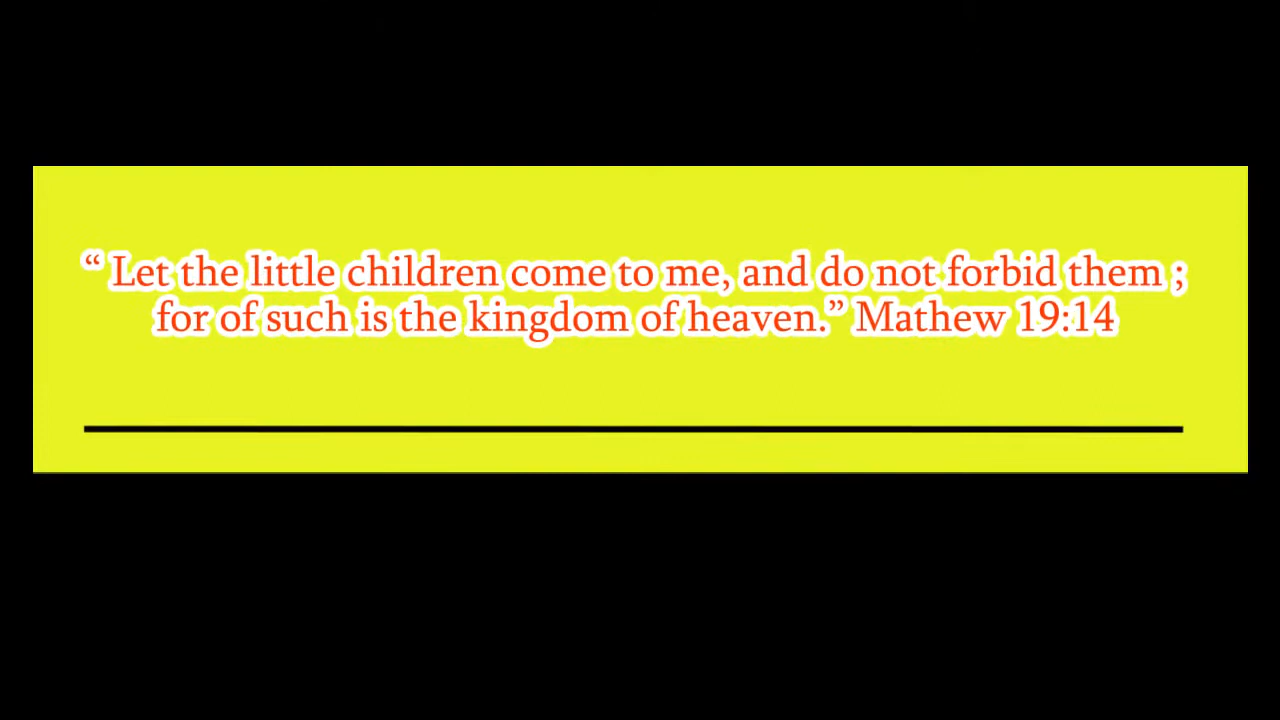 “ Let the little children come to me, and do not forbid them ;
for of such is the kingdom of heaven.” Mathew 19:14